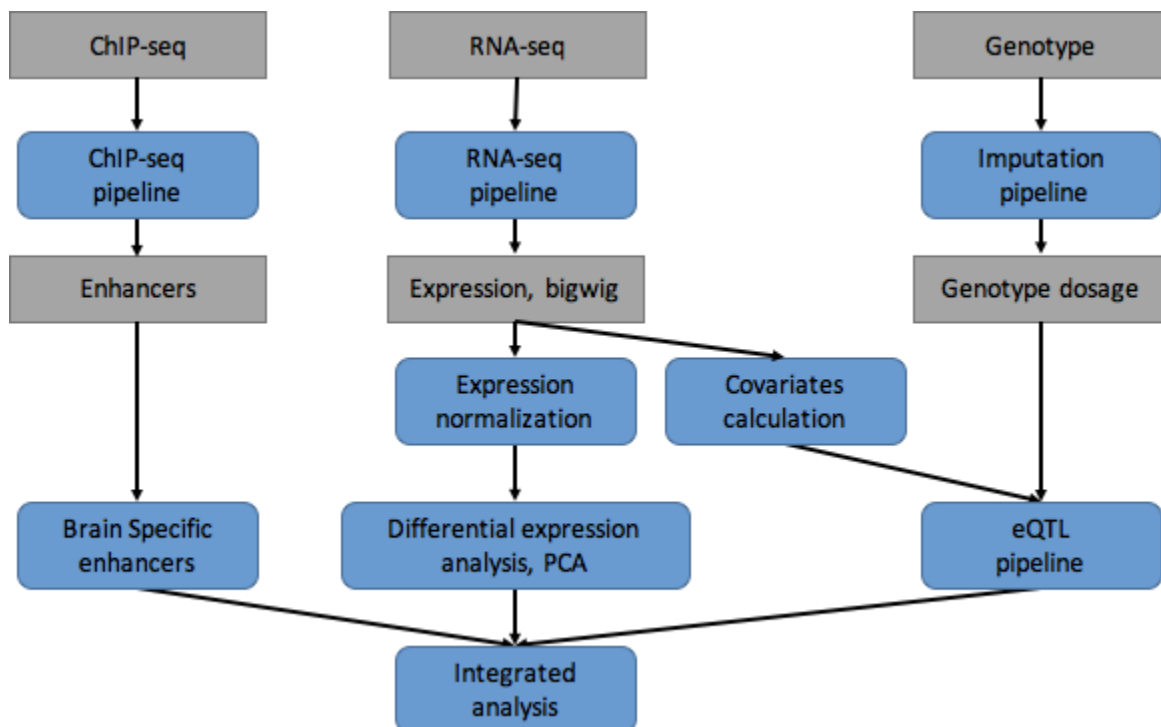 ChIP-seq
RNA-seq
Genotype
ChIP-seq
pipeline
RNA-seq
pipeline
Imputation
pipeline
Enhancers
Expression, bigwig
Genotype dosage
Expression
normalization
Covariates
calculation
Brain Specific
enhancers
Differential expression
analysis, PCA
eQTL
pipeline
Integrated
analysis